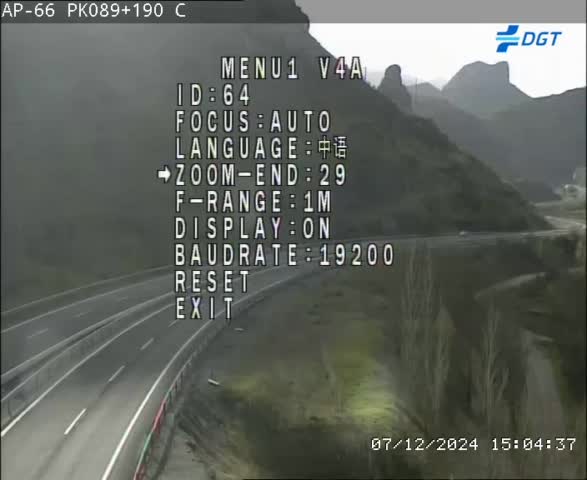 AP-66 PK089+190 C
DGT
MENU1 V4A
ID:64
FOCUS:AUTO
LANGUAGE:中语
ZOOM-END:29
F-RANGE:1M
DISPLAY:ON
BAUDRATE:19200
RESET
EXIT
07/12/2024 15:04:37